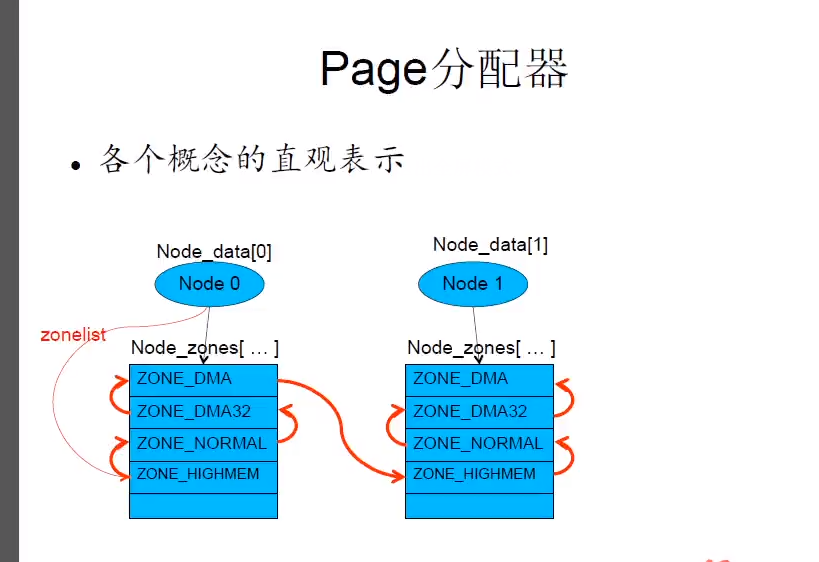 Page分配器
• 各个概念的直观表示
Node_data[0]
Node_data[1]
Node 0
Node 1
zonelist
Node_zones[ … ]
Node_zones[ … ]
ZONE_DMA
ZONE_DMA32
ZONE_NORMAL
ZONE_HIGHMEM
ZONE_DMA
ZONE_DMA32
ZONE_NORMAL
ZONE_HIGHMEM